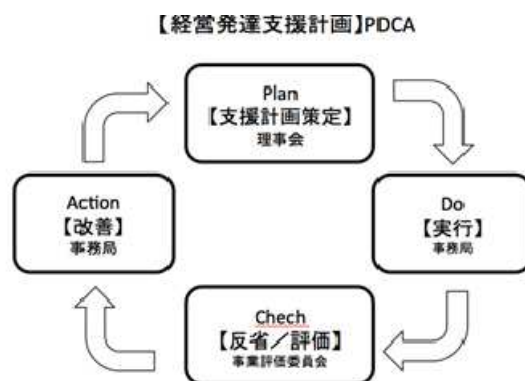 【経営発達支援計画】PDCA
Plan
【支援計画策定】
理事会
Action
【改善】
事務局
Do
【実行】
事務局
Chech
【反省／評価】
事業評価委員会